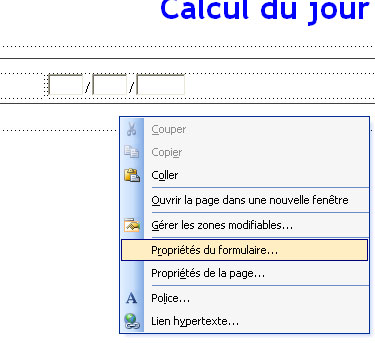 Calcul du jour
/ /
Couper
Copier
Coller
Ouvrir la page dans une nouvelle fenêtre
Gérer les zones modifiables...
Propriétés du formulaire...
Propriétés de la page...
Police...
Lien hypertexte...